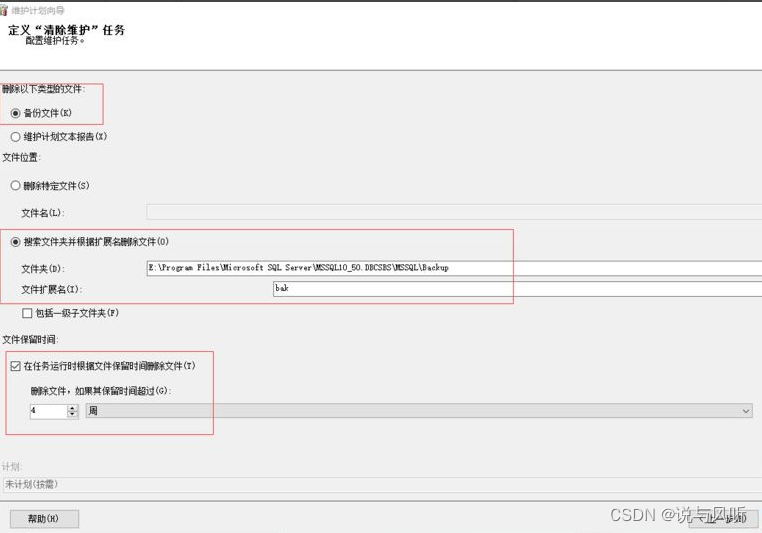 维护计划向导
定义“清除维护”任务
配置维护任务。
删除以下类型的文件:
备份文件(K)
维护计划文本报告(X)
文件位置:
删除特定文件(S)
文件名(L):
搜索文件夹并根据扩展名删除文件(O)
文件夹(D):
E:\Program Files\Microsoft SQL Server\MSSQL10_50.DBCSBS\MSSQL\Backup
文件扩展名(I):
bak
包括一级子文件夹(F)
文件保留时间:
在任务运行时根据文件保留时间删除文件(T)
删除文件，如果其保留时间超过(G):
4 周
计划:
未计划(按需)
帮助(H)
CSDN @说与风听